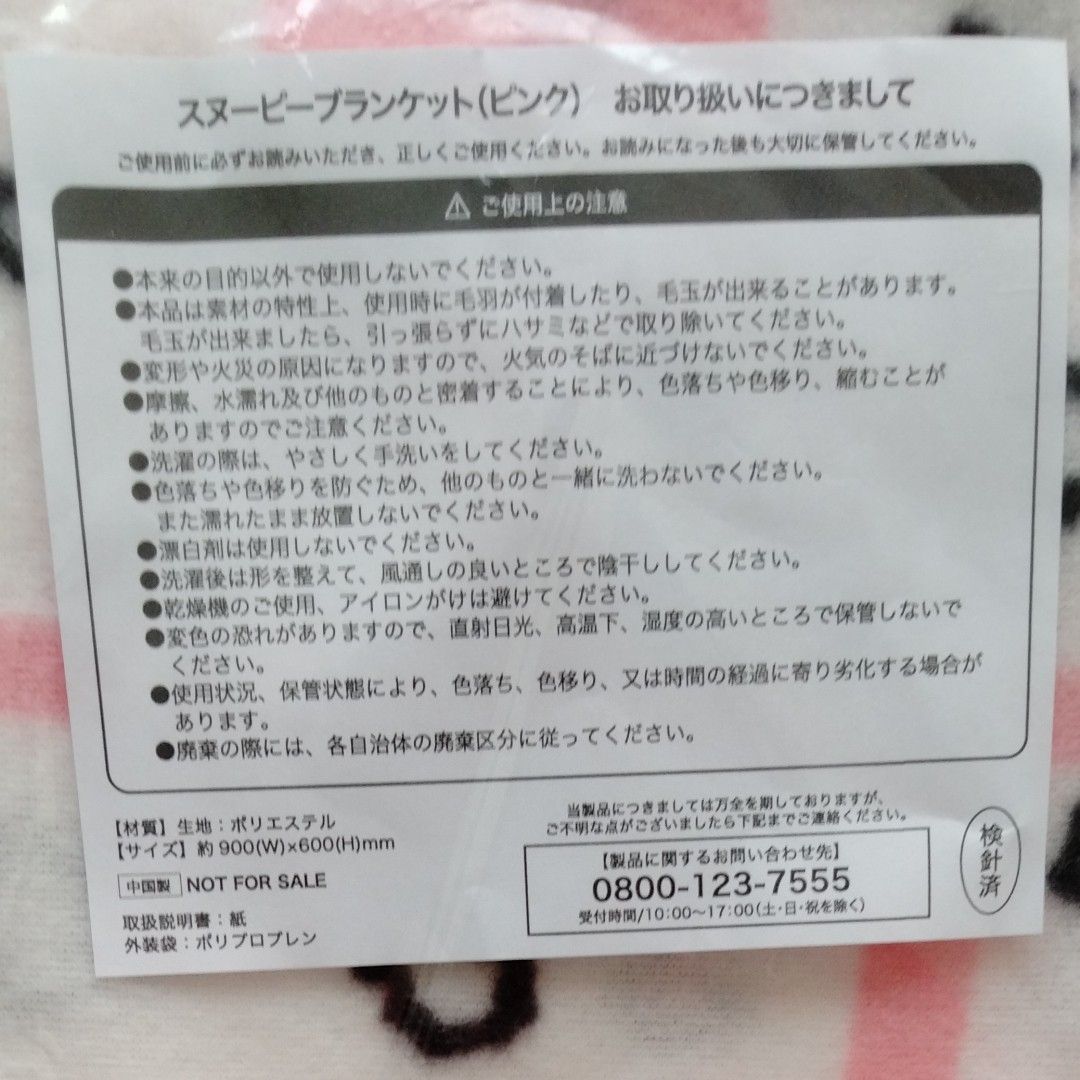 スヌーピーブランケット(ピンク) お取り扱いにつきまして
ご使用前に必ずお読みいただき、正しくご使用ください。お読みになった後も大切に保管してください。
⚠ ご使用上の注意
●本来の目的以外で使用しないでください。
●本品は素材の特性上、使用時に毛羽が付着したり、毛玉が出来ることがあります。
毛玉が出来ましたら、引っ張らずにハサミなどで取り除いてください。
●変形や火災の原因になりますので、火気のそばに近づけないでください。
●摩擦、水濡れ及び他のものと密着することにより、色落ちや色移り、縮むことが
ありますのでご注意ください。
●洗濯の際は、やさしく手洗いをしてください。
●色落ちや色移りを防ぐため、他のものと一緒に洗わないでください。
また濡れたまま放置しないでください。
●漂白剤は使用しないでください。
●洗濯後は形を整えて、風通しの良いところで陰干ししてください。
●乾燥機のご使用、アイロンがけは避けてください。
●変色の恐れがありますので、直射日光、高温下、湿度の高いところで保管しないで
ください。
●使用状況、保管状態により、色落ち、色移り、又は時間の経過に寄り劣化する場合が
あります。
●廃棄の際には、各自治体の廃棄区分に従ってください。
【材質】生地:ポリエステル
【サイズ】約900(W)×600(H)mm
中国製 NOT FOR SALE
取扱説明書:紙
外装袋:ポリプロプレン
当製品につきましては万全を期しておりますが、
ご不明な点がございましたら下記までご連絡ください。
【製品に関するお問い合わせ先】
0800-123-7555
受付時間/10:00~17:00(土・日・祝を除く)
検針済